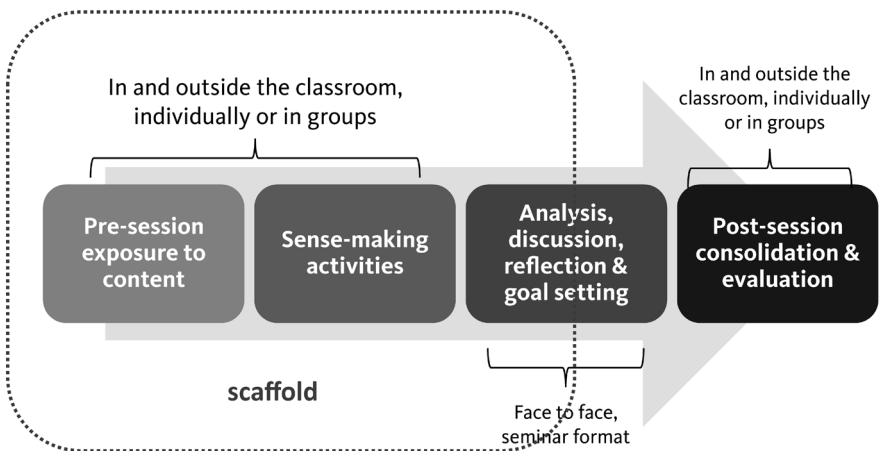 In and outside the classroom,
individually or in groups
In and outside the
classroom, individually
or in groups
Pre-session
exposure to
content
Sense-making
activities
Analysis,
discussion,
reflection &
goal setting
Post-session
consolidation &
evaluation
scaffold
Face to face,
seminar format